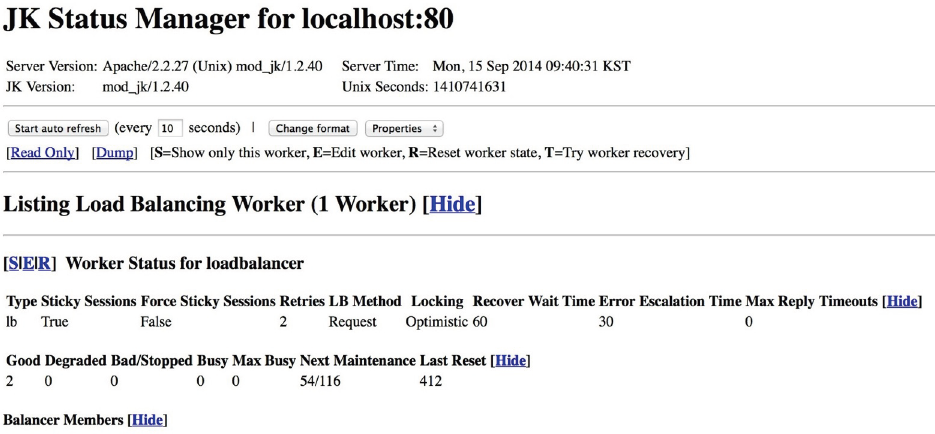 JK Status Manager for localhost:80
Server Version: Apache/2.2.27 (Unix) mod_jk/1.2.40 Server Time: Mon, 15 Sep 2014 09:40:31 KST
JK Version: mod_jk/1.2.40 Unix Seconds: 1410741631
Start auto refresh (every 10 seconds) | Change format Properties
[Read Only] [Dump] [S=Show only this worker, E=Edit worker, R=Reset worker state, T=Try worker recovery]
Listing Load Balancing Worker (1 Worker) [Hide]
[S|E|R] Worker Status for loadbalancer
Type Sticky Sessions Force Sticky Sessions Retries LB Method Locking Recover Wait Time Error Escalation Time Max Reply Timeouts [Hide]
lb True False 2 Request Optimistic 60 30 0
Good Degraded Bad/Stopped Busy Max Busy Next Maintenance Last Reset [Hide]
2 0 0 0 0 54/116 412
Balancer Members [Hide]